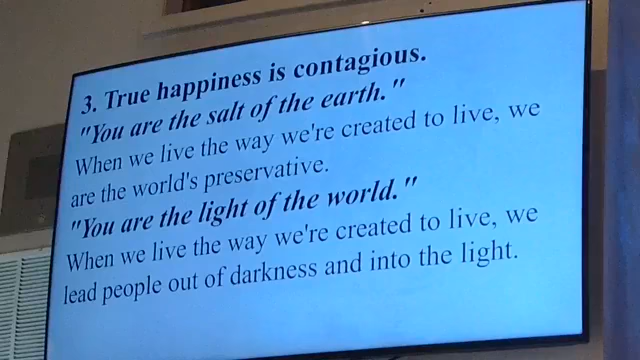 3. True happiness is contagious.
"You are the salt of the earth."
When we live the way we're created to live, we
are the world's preservative.
"You are the light of the world."
When we live the way we're created to live, we
lead people out of darkness and into the light.